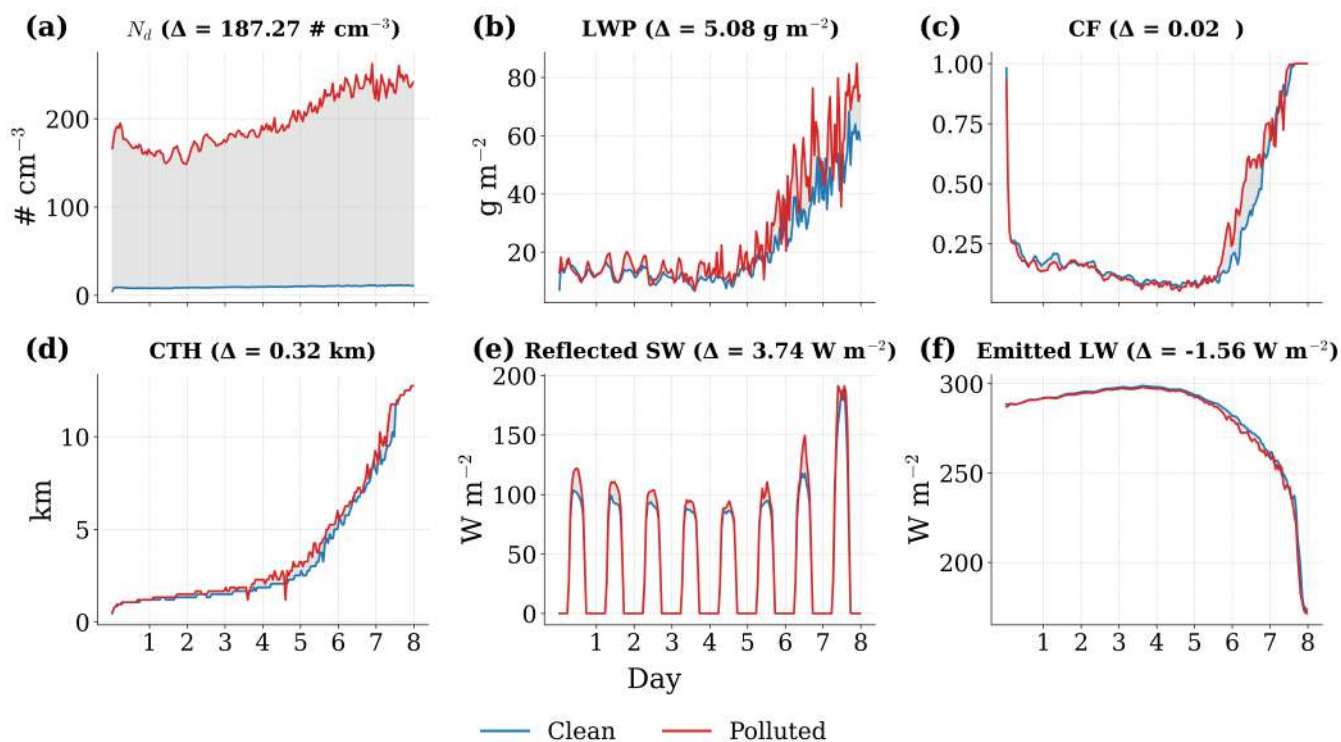 (a) N_d (Δ = 187.27 # cm⁻³)
# cm⁻³
200
100
0
(b) LWP (Δ = 5.08 g m⁻²)
g m⁻²
80
60
40
20
(c) CF (Δ = 0.02 )
1.00
0.75
0.50
0.25
(d) CTH (Δ = 0.32 km)
km
10
5
0
1 2 3 4 5 6 7 8
(e) Reflected SW (Δ = 3.74 W m⁻²)
W m⁻²
200
150
100
50
0
1 2 3 4 5 6 7 8
Day
(f) Emitted LW (Δ = -1.56 W m⁻²)
W m⁻²
300
250
200
1 2 3 4 5 6 7 8
Clean Polluted